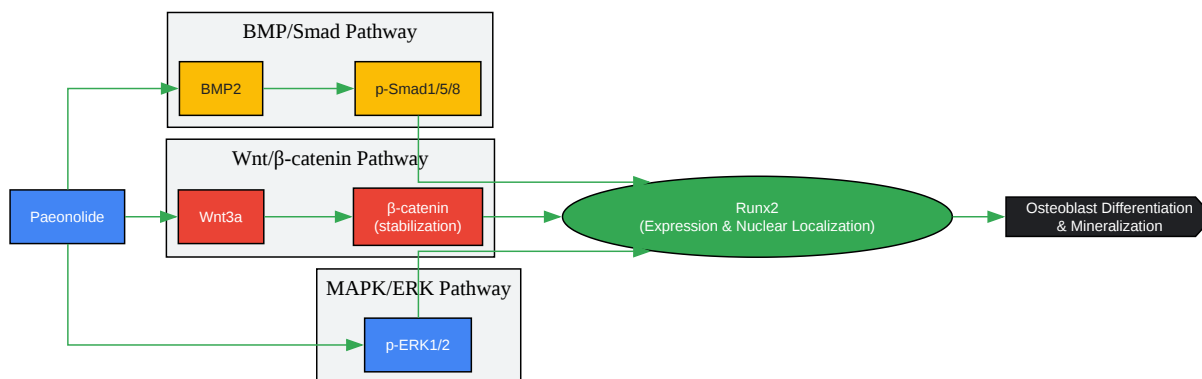 BMP/Smad Pathway
BMP2
p-Smad1/5/8
Wnt/β-catenin Pathway
Paeonolide
Wnt3a
β-catenin
(stabilization)
Runx2
(Expression & Nuclear Localization)
Osteoblast Differentiation
& Mineralization
MAPK/ERK Pathway
p-ERK1/2